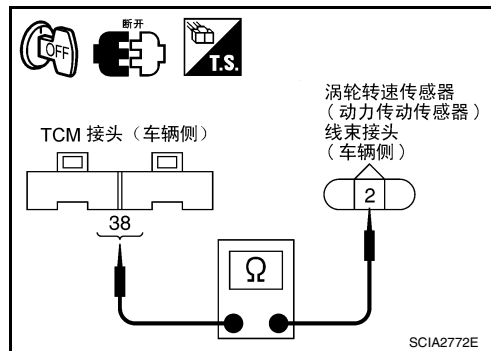 OFF
断开
T.S.
TCM 接头（车辆侧）
涡轮转速传感器
（动力传动传感器）
线束接头
（车辆侧）
38
2
Ω
SCIA2772E